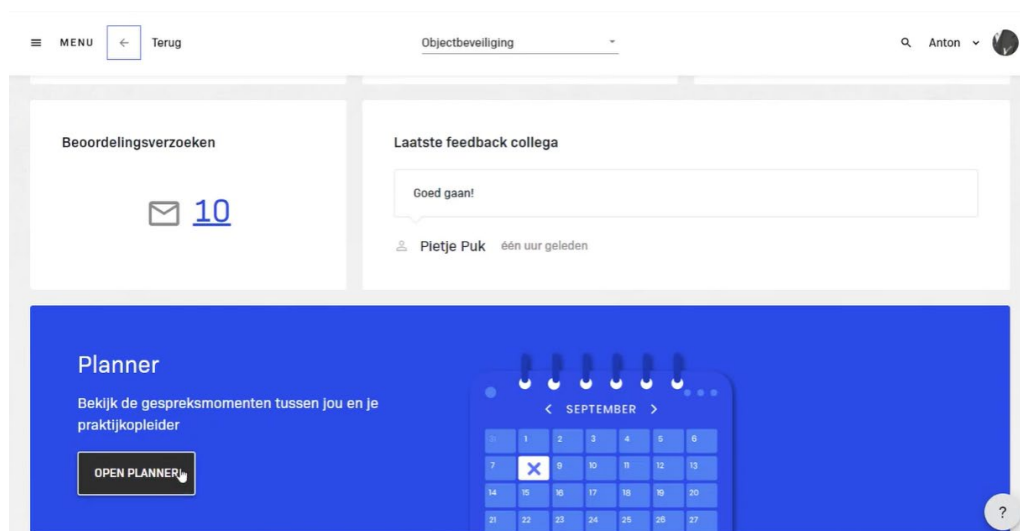 MENU
Terug
Objectbeveiliging
Anton
Beoordelingsverzoeken
10
Laatste feedback collega
Goed gaan!
Pietje Puk één uur geleden
Planner
Bekijk de gespreksmomenten tussen jou en je
praktijkopleider
OPEN PLANNER
SEPTEMBER
1 2 3 4 5 6
7 9 10 11 12 13
14 15 16 17 18 19 20
21 22 23 24 25 26 27
?